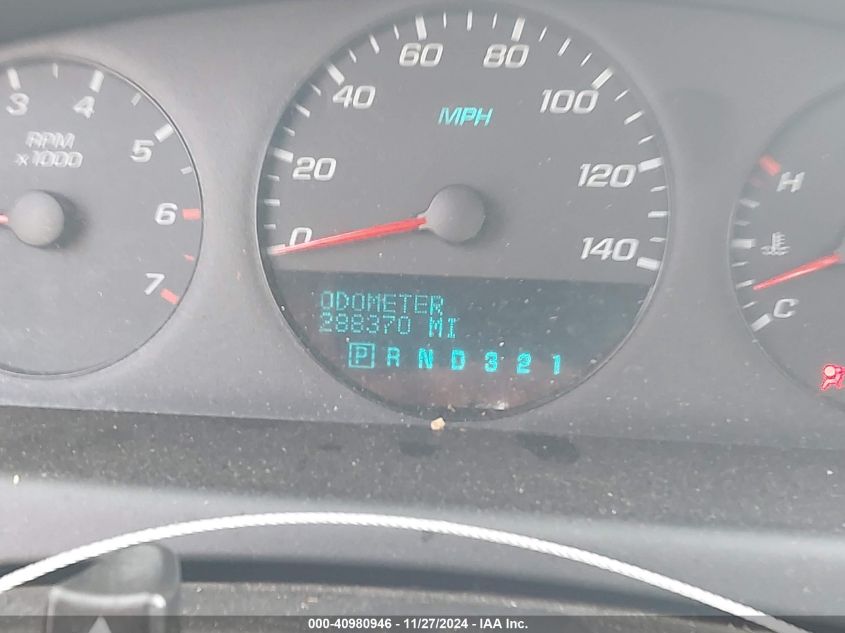 3 4 5 6 7
RPM
x1000
0 20 40 60 80 100 120 140
MPH
ODOMETER
288370 MI
P R N D 3 2 1
H
C
000-40980946 - 11/27/2024 - IAA Inc.